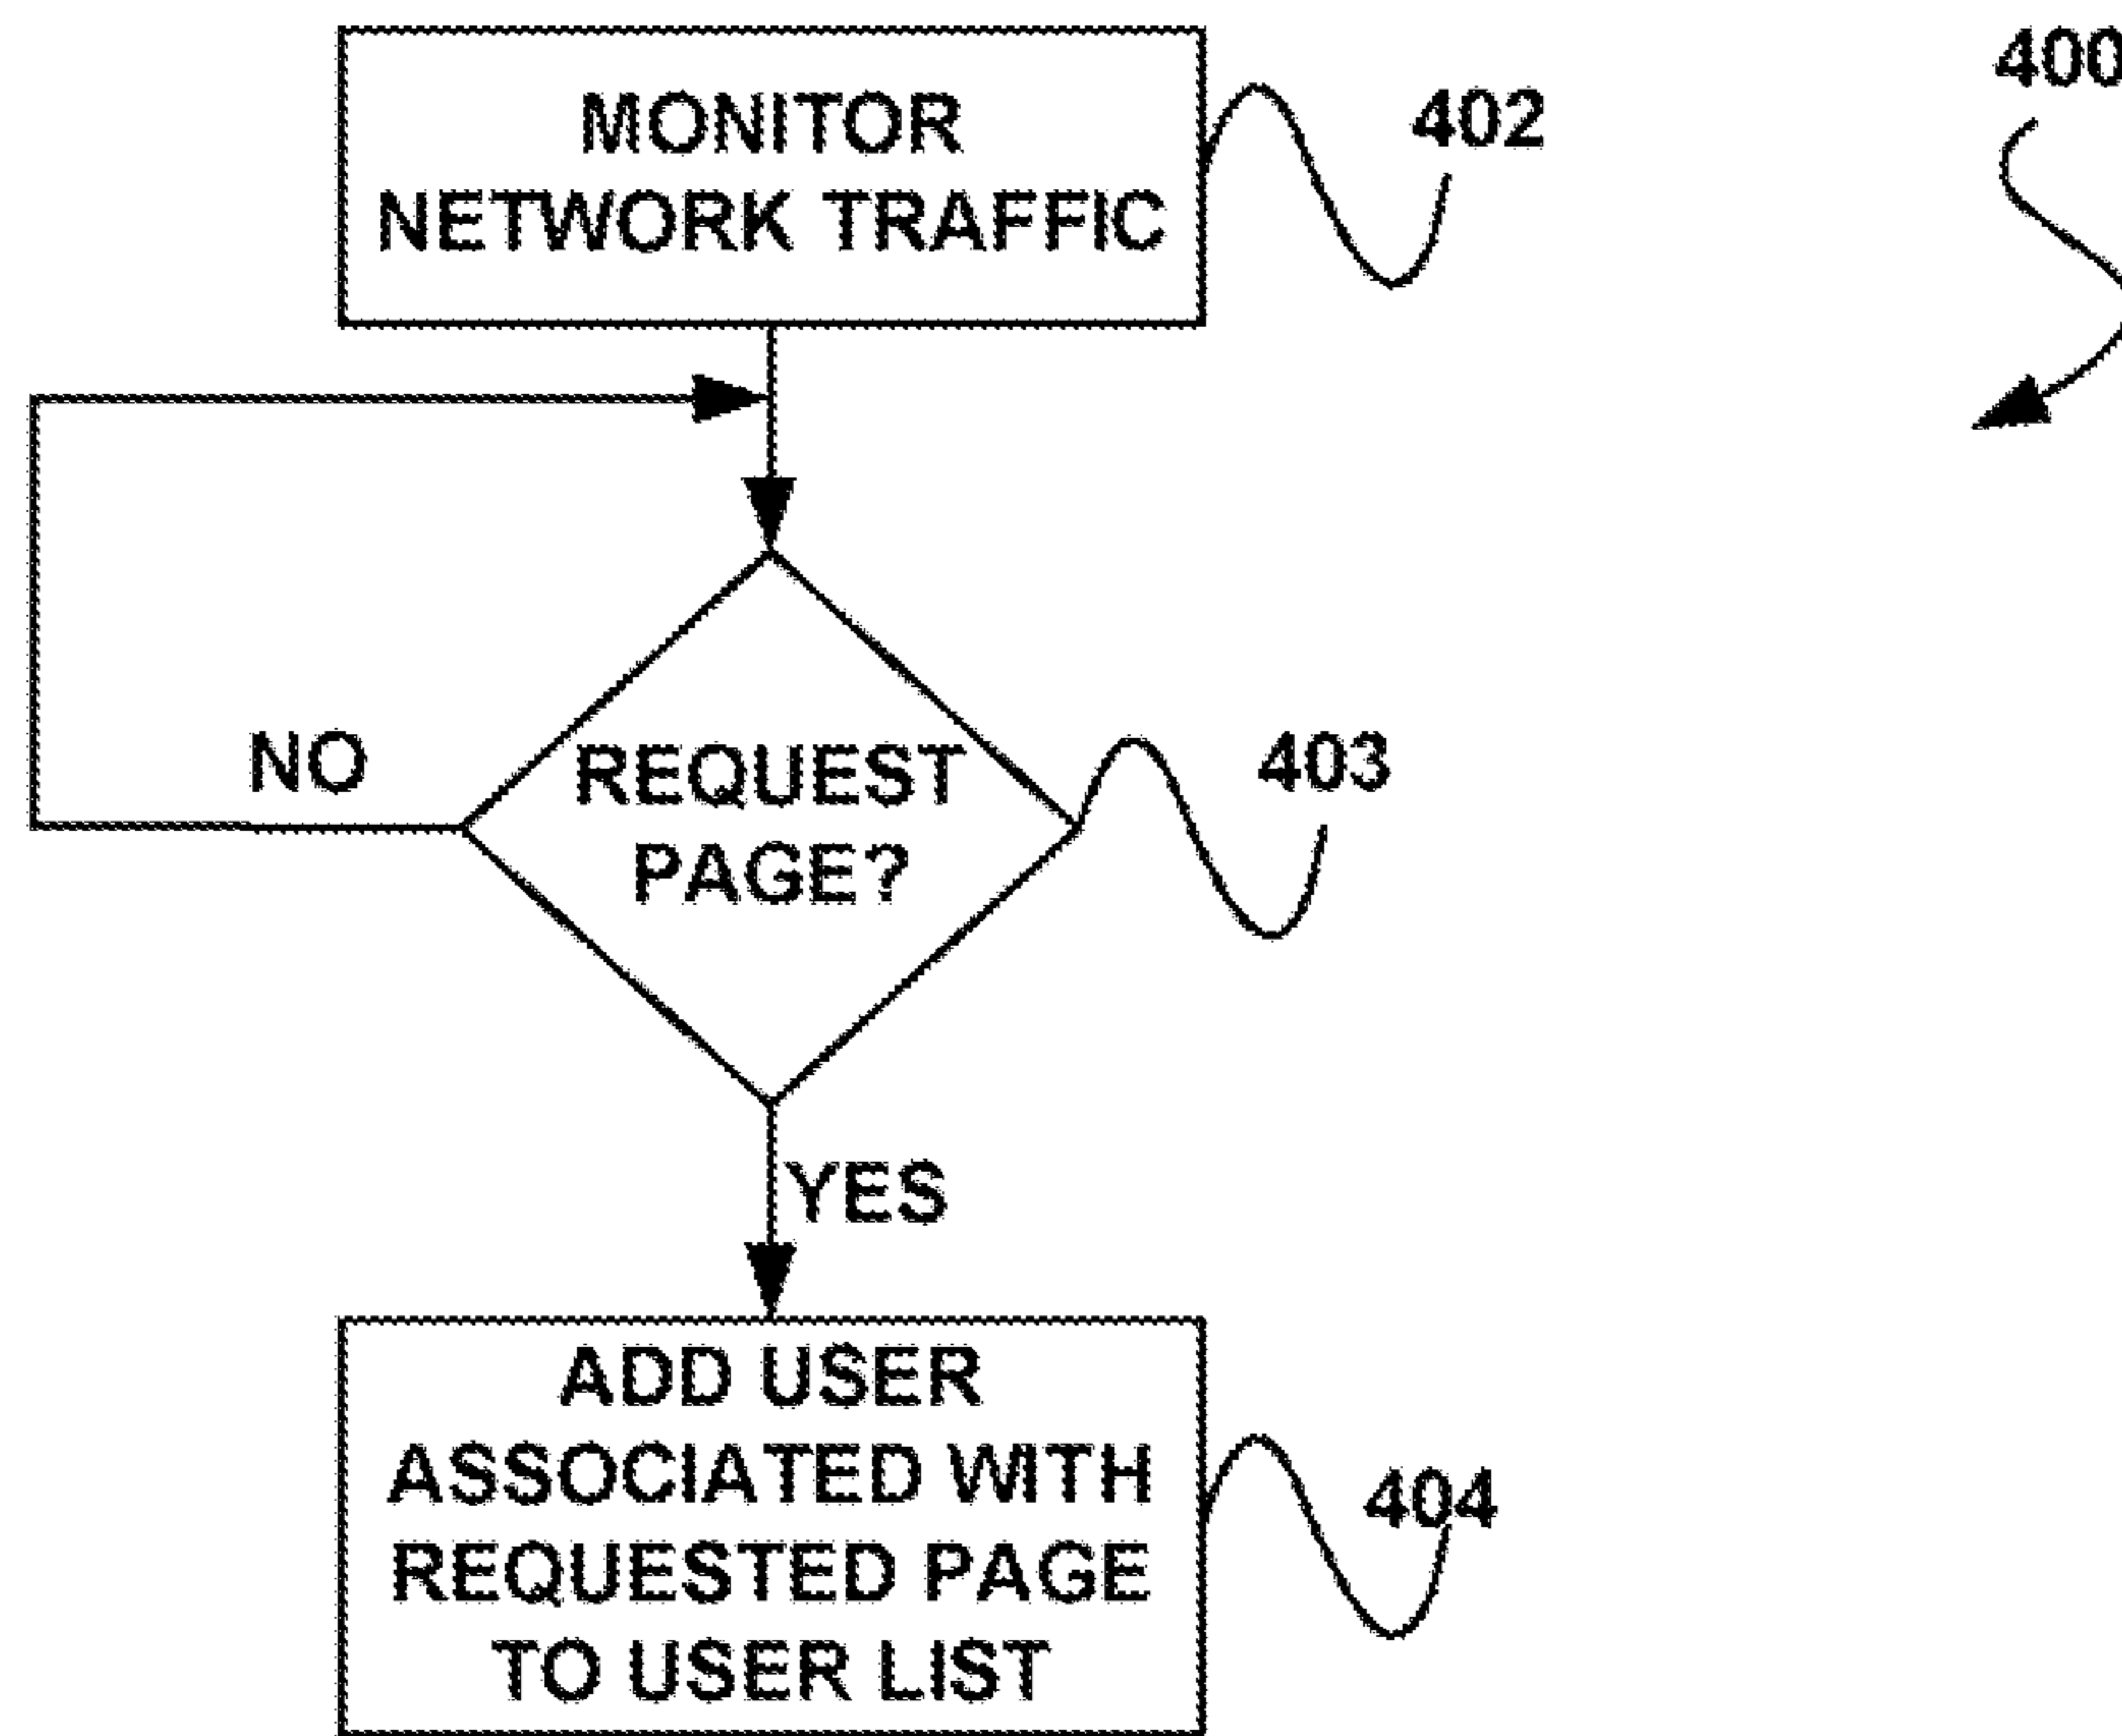 MONITOR
NETWORK TRAFFIC
402
400
NO
REQUEST
PAGE?
403
YES
ADD USER
ASSOCIATED WITH
REQUESTED PAGE
TO USER LIST
404